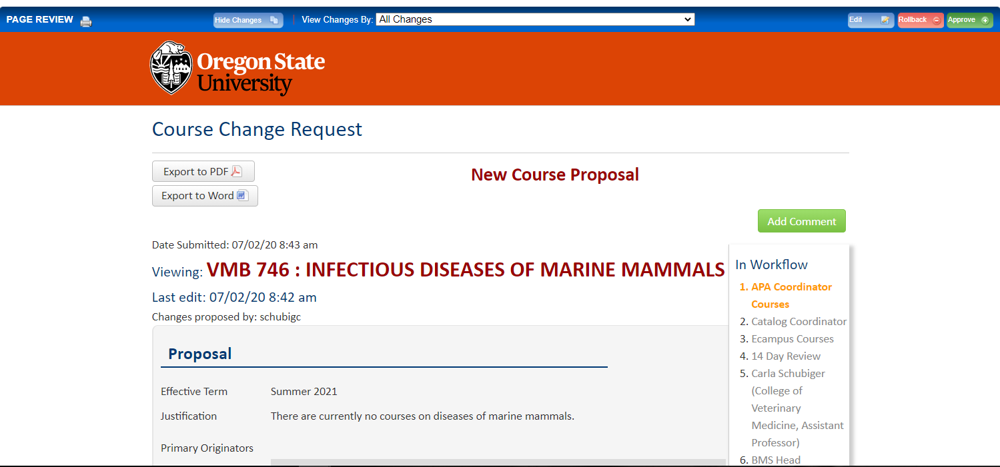 PAGE REVIEW Hide Changes View Changes By: All Changes Edit Rollback Approve
Oregon State
University
Course Change Request
Export to PDF
New Course Proposal
Export to Word
Add Comment
Date Submitted: 07/02/20 8:43 am
Viewing: VMB 746 : INFECTIOUS DISEASES OF MARINE MAMMALS
Last edit: 07/02/20 8:42 am
Changes proposed by: schubigc
Proposal
Effective Term Summer 2021
Justification There are currently no courses on diseases of marine mammals.
Primary Originators
In Workflow
1. APA Coordinator
Courses
2. Catalog Coordinator
3. Ecampus Courses
4. 14 Day Review
5. Carla Schubiger
(College of
Veterinary
Medicine, Assistant
Professor)
6. BMS Head